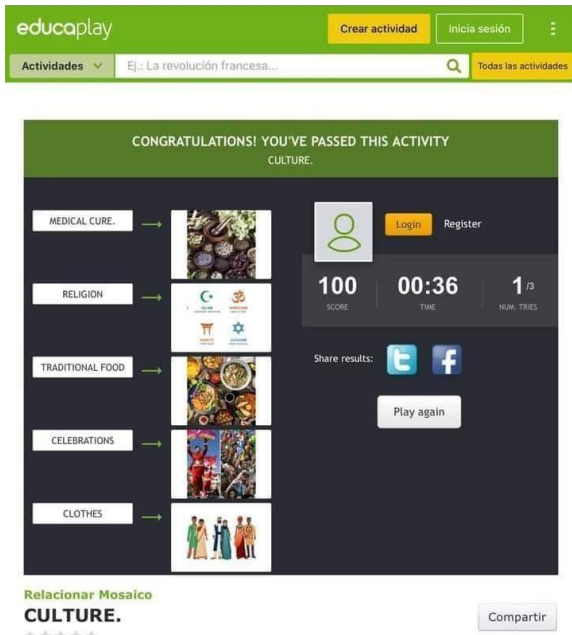 educaplay
Crear actividad
Inicia sesión
Actividades
Ej.: La revolución francesa...
Todas las actividades
CONGRATULATIONS! YOU'VE PASSED THIS ACTIVITY
CULTURE.
MEDICAL CURE.
RELIGION
TRADITIONAL FOOD
CELEBRATIONS
CLOTHES
Login
Register
100
SCORE
00:36
TIME
1 /3
NUM. TRIES
Share results:
Play again
Relacionar Mosaico
CULTURE.
Compartir